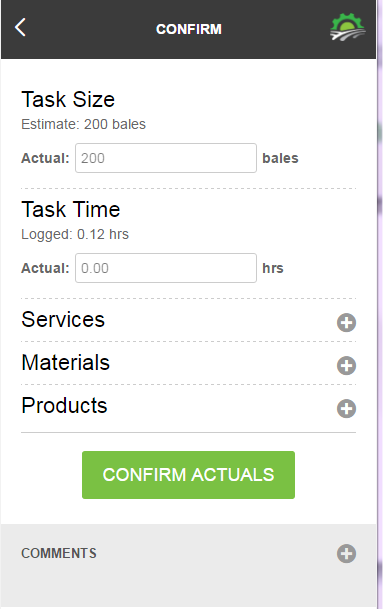 CONFIRM
Task Size
Estimate: 200 bales
Actual: 200 bales
Task Time
Logged: 0.12 hrs
Actual: 0.00 hrs
Services
Materials
Products
CONFIRM ACTUALS
COMMENTS